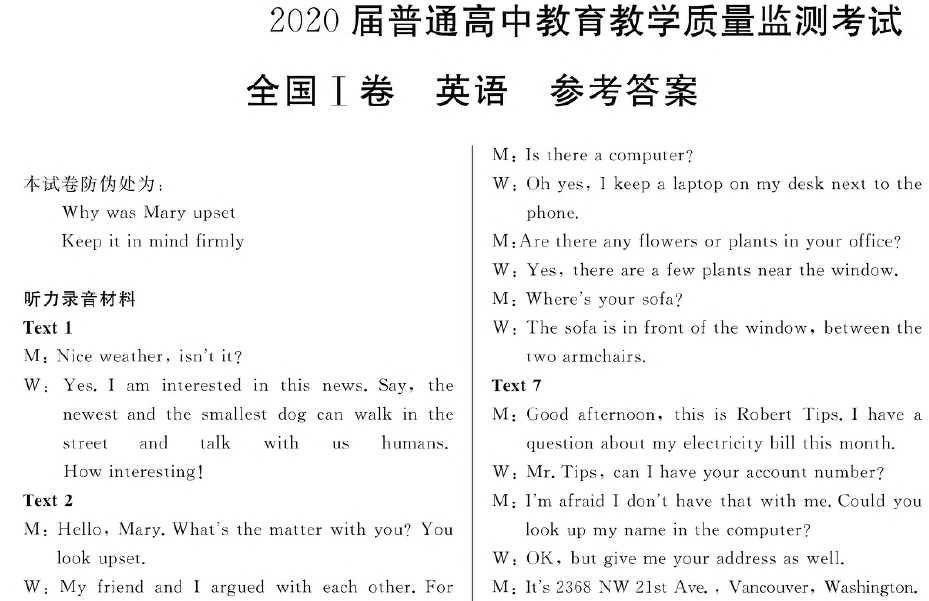 2020 届普通高中教育教学质量监测考试
全国 I 卷 英语 参考答案
本试卷防伪处为：
Why was Mary upset
Keep it in mind firmly
听力录音材料
Text 1
M: Nice weather, isn't it?
W: Yes. I am interested in this news. Say, the
newest and the smallest dog can walk in the
street and talk with us humans.
How interesting!
Text 2
M: Hello, Mary. What's the matter with you? You
look upset.
W: My friend and I argued with each other. For
M: Is there a computer?
W: Oh yes, I keep a laptop on my desk next to the
phone.
M:Are there any flowers or plants in your office?
W: Yes, there are a few plants near the window.
M: Where's your sofa?
W: The sofa is in front of the window, between the
two armchairs.
Text 7
M: Good afternoon, this is Robert Tips. I have a
question about my electricity bill this month.
W: Mr. Tips, can I have your account number?
M: I'm afraid I don't have that with me. Could you
look up my name in the computer?
W: OK, but give me your address as well.
M: It's 2368 NW 21st Ave. , Vancouver, Washington.